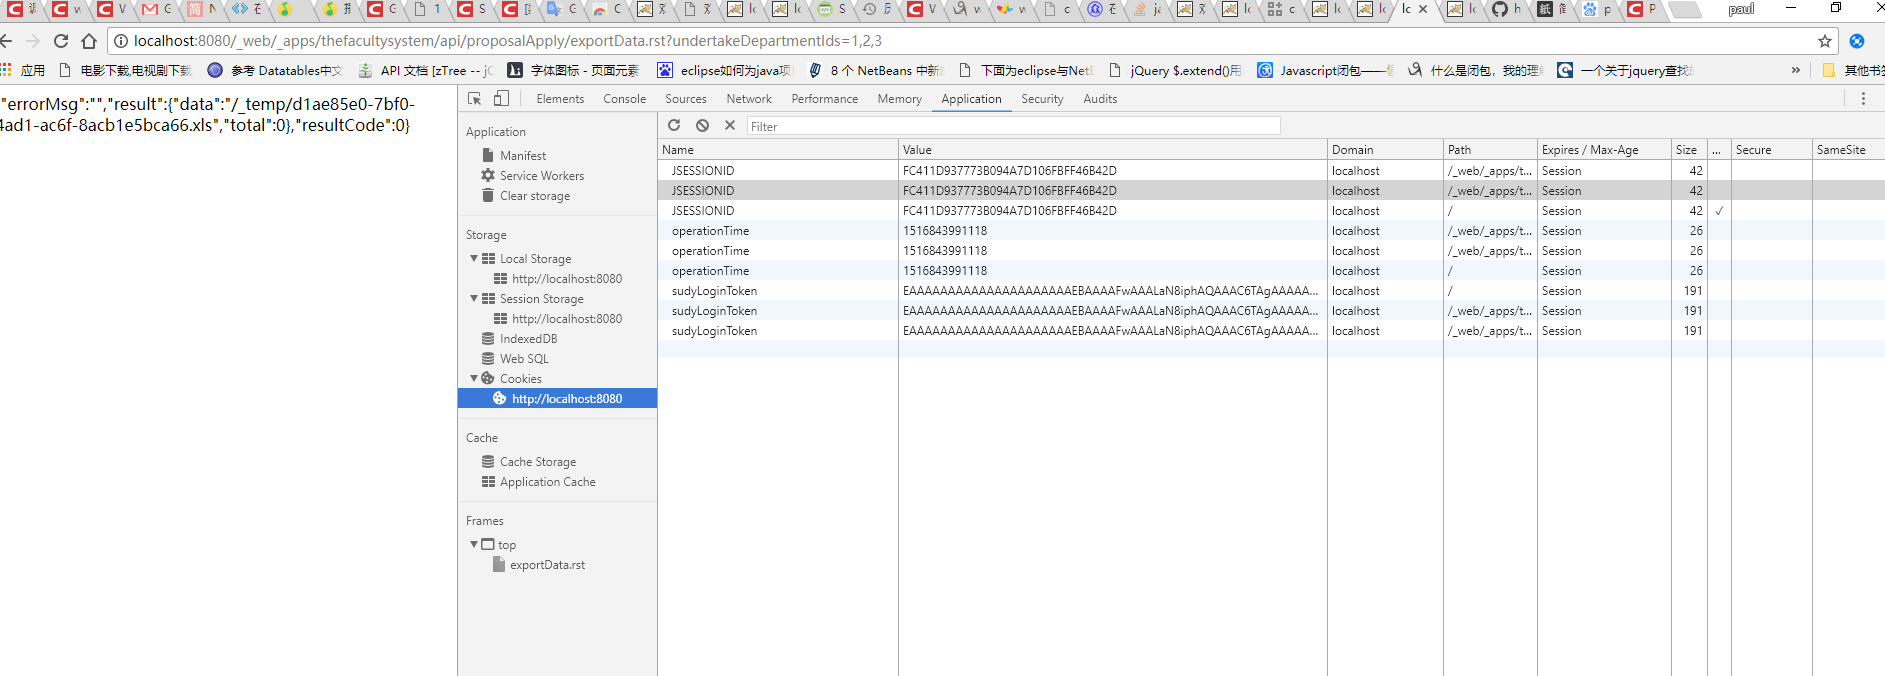 paul
localhost:8080/_web/_apps/thefacultysystem/api/proposalApply/exportData.rst?undertakeDepartmentIds=1,2,3
应用 电影下载,电视剧下载 参考 Datatables中文 API 文档 [zTree -- jQ 字体图标 - 页面元素 eclipse如何为java项 8 个 NetBeans 中新 下面为eclipse与Net jQuery $.extend()用 Javascript闭包—— 什么是闭包，我的理 一个关于jquery查找 » 其他书签
"errorMsg":"","result":{"data":"/_temp/d1ae85e0-7bf0-
4ad1-ac6f-8acb1e5bca66.xls","total":0},"resultCode":0}
Elements Console Sources Network Performance Memory Application Security Audits
Application
Manifest
Service Workers
Clear storage
Storage
Local Storage
http://localhost:8080
Session Storage
http://localhost:8080
IndexedDB
Web SQL
Cookies
http://localhost:8080
Cache
Cache Storage
Application Cache
Frames
top
exportData.rst
Filter
Name Value Domain Path Expires / Max-Age Size ... Secure SameSite
JSESSIONID FC411D937773B094A7D106FBFF46B42D localhost /_web/_apps/t... Session 42
JSESSIONID FC411D937773B094A7D106FBFF46B42D localhost /_web/_apps/t... Session 42
JSESSIONID FC411D937773B094A7D106FBFF46B42D localhost / Session 42 ✓
operationTime 1516843991118 localhost /_web/_apps/t... Session 26
operationTime 1516843991118 localhost /_web/_apps/t... Session 26
operationTime 1516843991118 localhost / Session 26
sudyLoginToken EAAAAAAAAAAAAAAAAAAAAAAEBAAAAFwAAALaN8iphAQAAAC6TAgAAAAA... localhost / Session 191
sudyLoginToken EAAAAAAAAAAAAAAAAAAAAAAEBAAAAFwAAALaN8iphAQAAAC6TAgAAAAA... localhost /_web/_apps/t... Session 191
sudyLoginToken EAAAAAAAAAAAAAAAAAAAAAAEBAAAAFwAAALaN8iphAQAAAC6TAgAAAAA... localhost /_web/_apps/t... Session 191